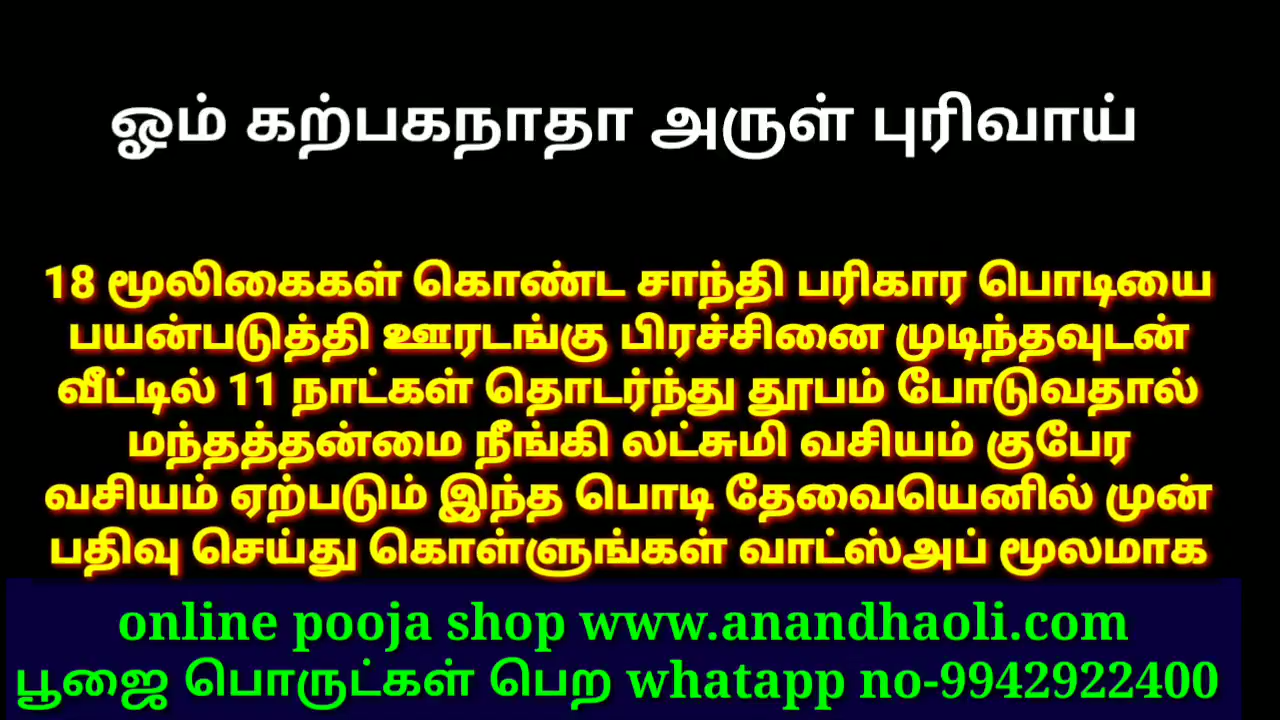 ஓம் கற்பகநாதா அருள் புரிவாய்
18 மூலிகைகள் கொண்ட சாந்தி பரிகார பொடியை
பயன்படுத்தி ஊரடங்கு பிரச்சினை முடிந்தவுடன்
வீட்டில் 11 நாட்கள் தொடர்ந்து தூபம் போடுவதால்
மந்தத்தன்மை நீங்கி லட்சுமி வசியம் குபேர
வசியம் ஏற்படும் இந்த பொடி தேவையெனில் முன்
பதிவு செய்து கொள்ளுங்கள் வாட்ஸ்அப் மூலமாக
online pooja shop www.anandhaoli.com
பூஜை பொருட்கள் பெற whatapp no-9942922400